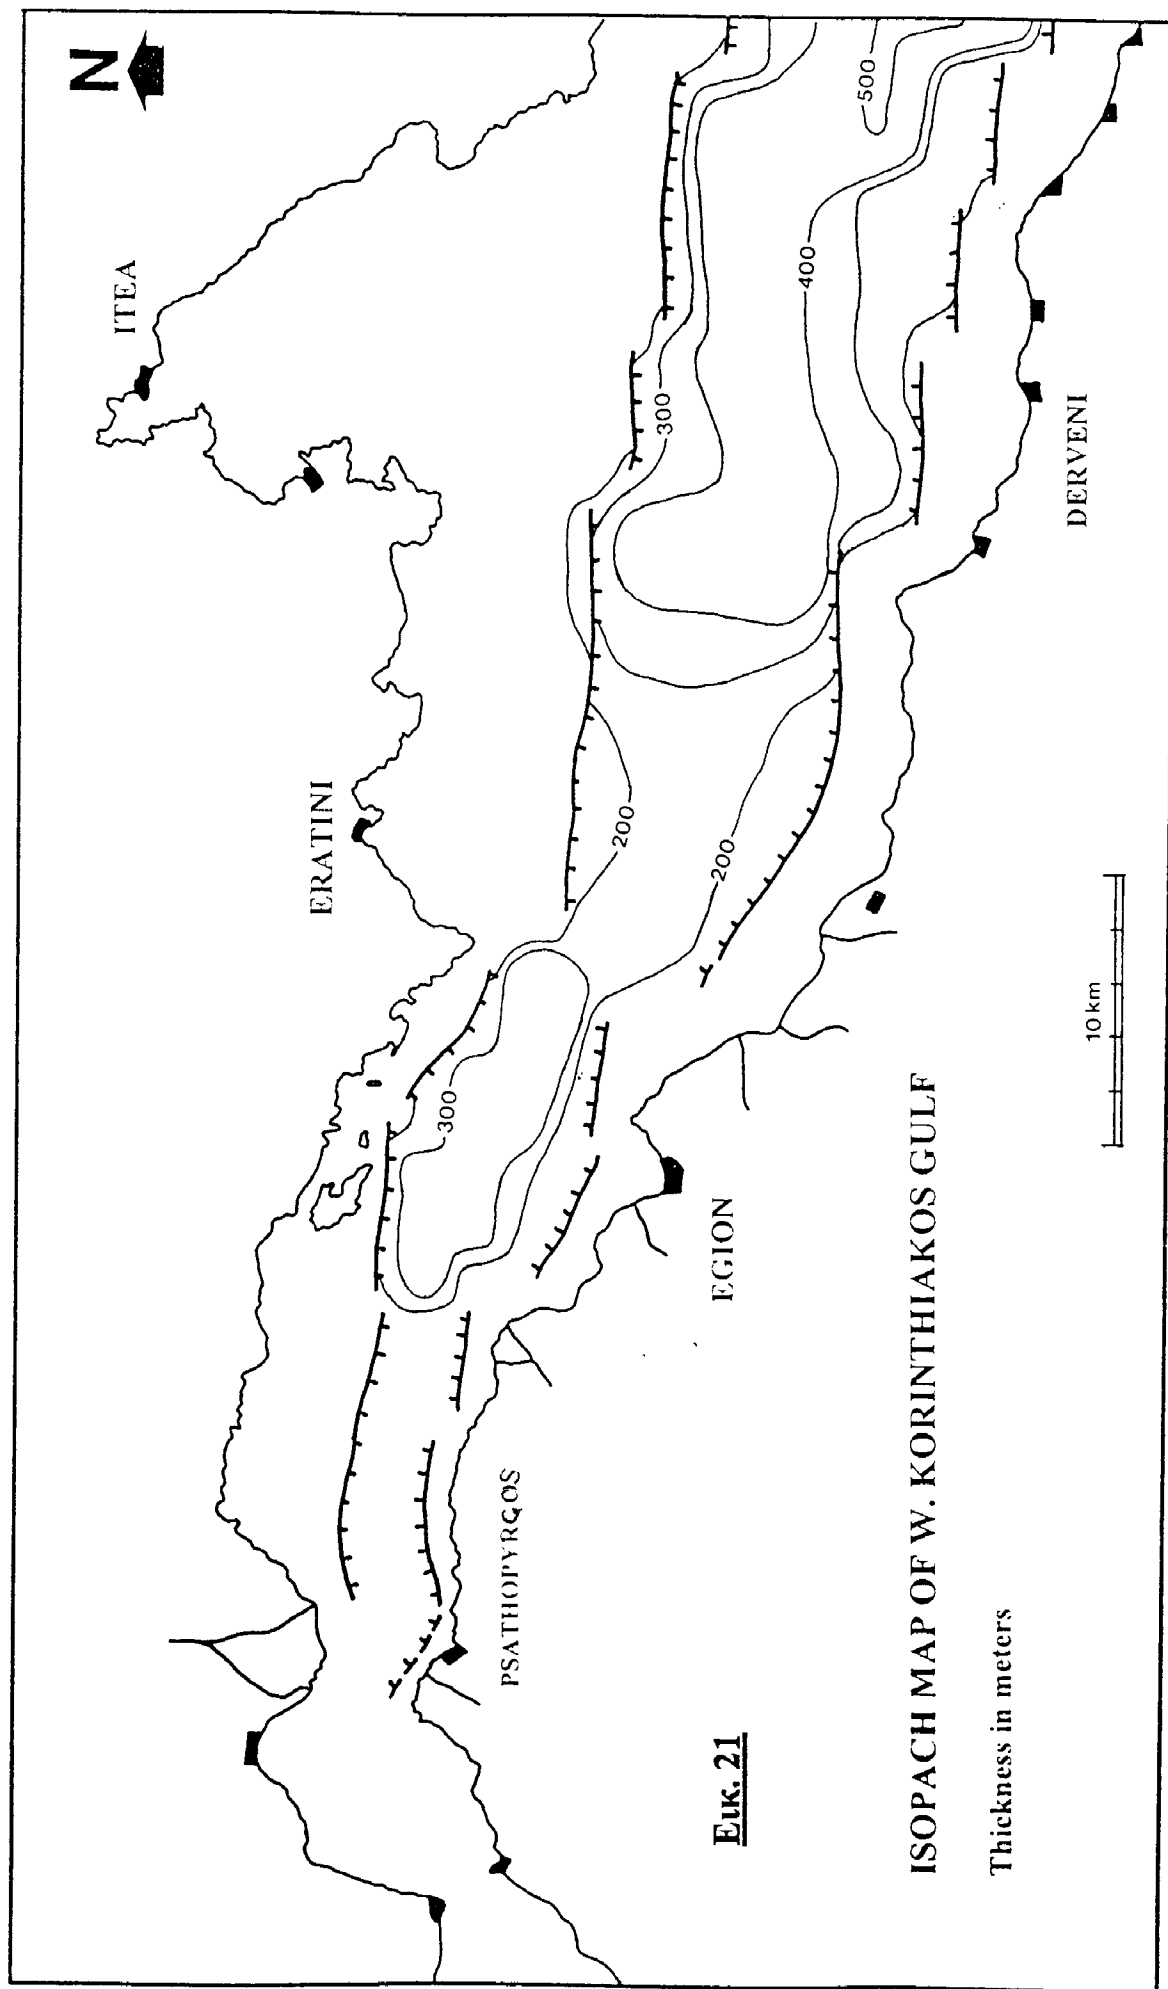 N
ITEA
ERATINI
500
400
300
200
200
300
DERVENI
EGION
PSATHOPYRGOS
10 km
Εικ. 21
ISOPACH MAP OF W. KORINTHIAKOS GULF
Thickness in meters